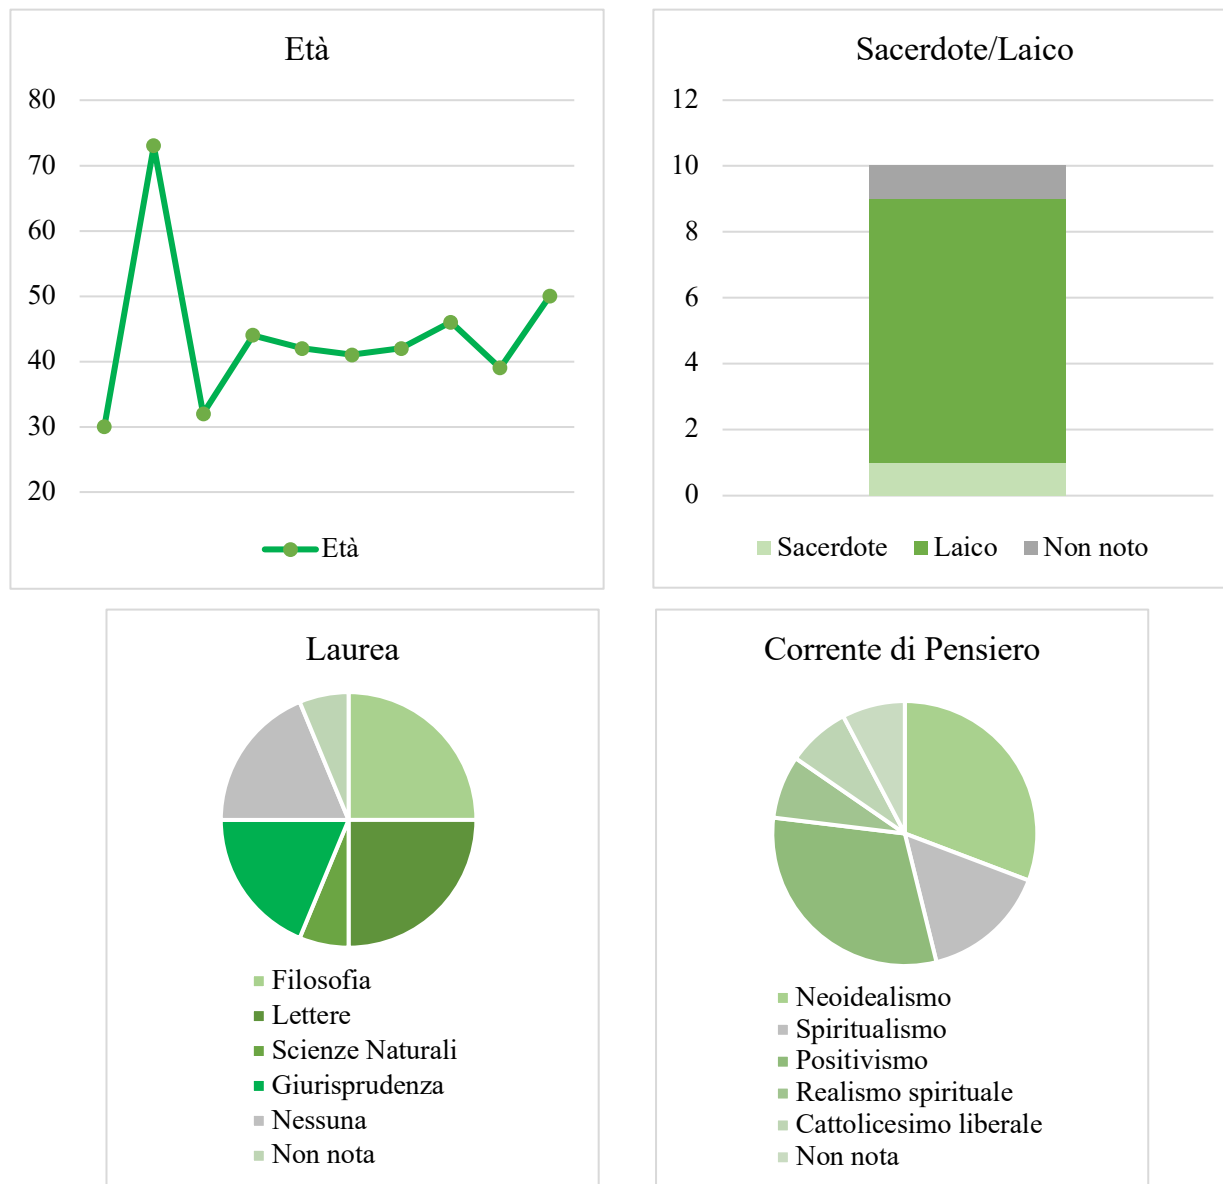 Età
80
70
60
50
40
30
20
Età
Sacerdote/Laico
12
10
8
6
4
2
0
Sacerdote Laico Non noto
Laurea
Filosofia
Lettere
Scienze Naturali
Giurisprudenza
Nessuna
Non nota
Corrente di Pensiero
Neoidealismo
Spiritualismo
Positivismo
Realismo spirituale
Cattolicesimo liberale
Non nota